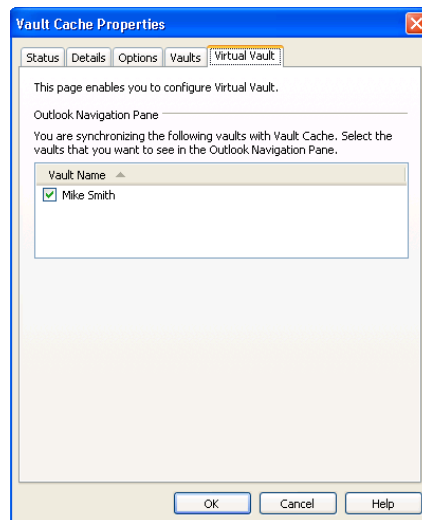 Vault Cache Properties
Status Details Options Vaults Virtual Vault
This page enables you to configure Virtual Vault.
Outlook Navigation Pane
You are synchronizing the following vaults with Vault Cache. Select the
vaults that you want to see in the Outlook Navigation Pane.
Vault Name
Mike Smith
OK Cancel Help